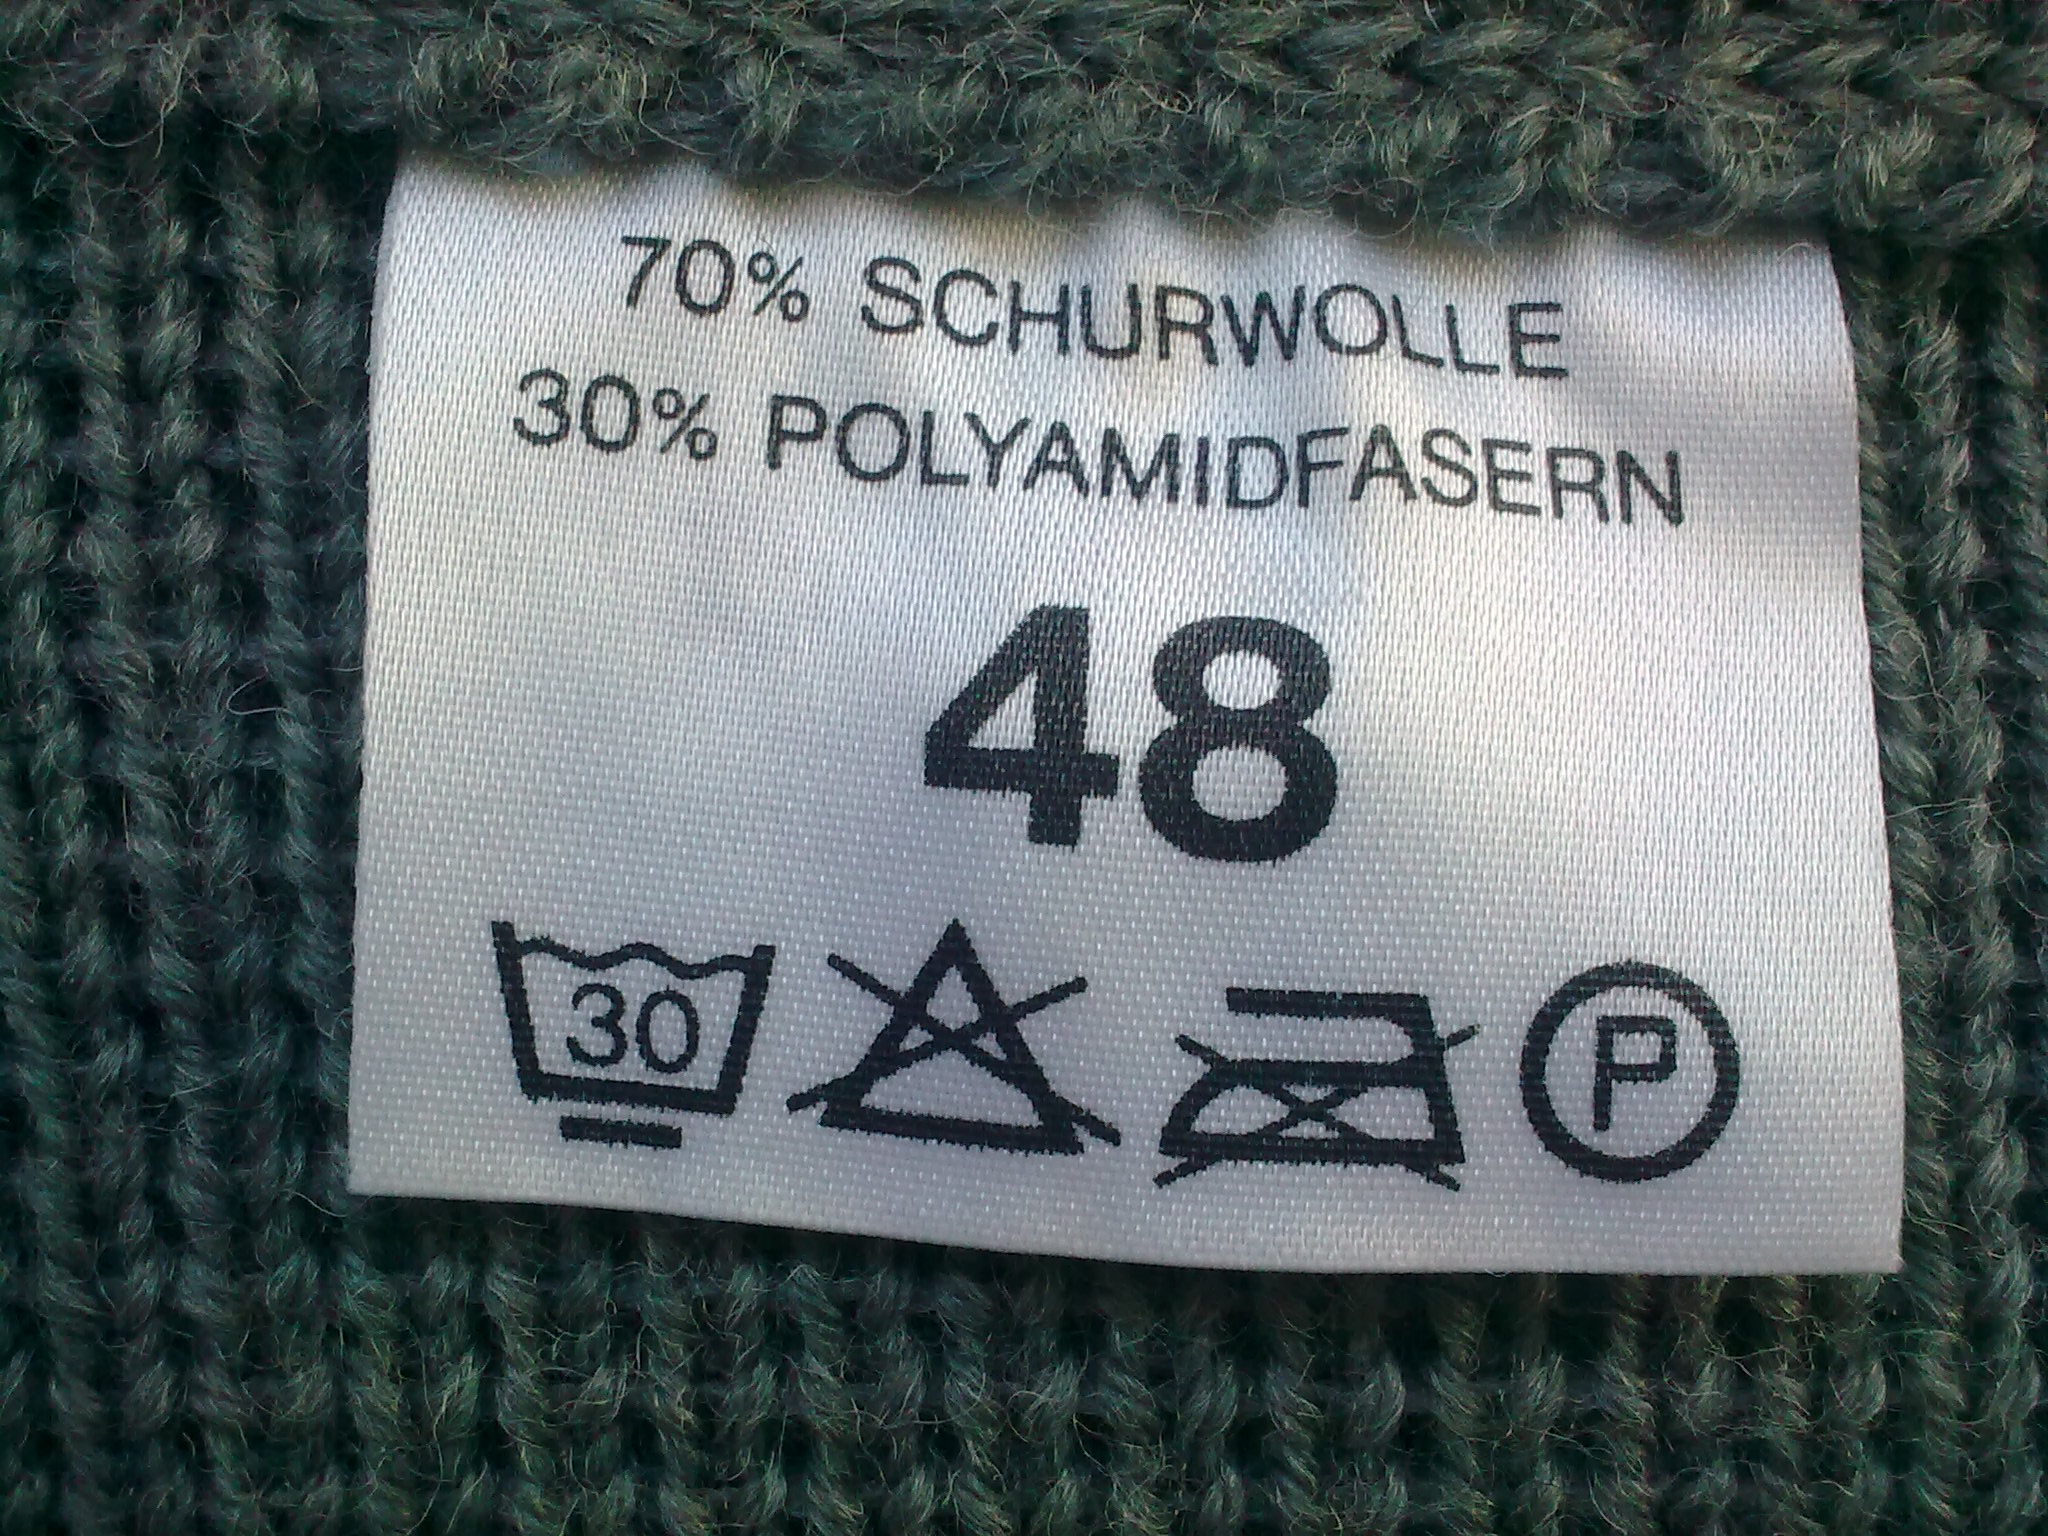 70% SCHURWOLLE
30% POLYAMIDFASERN
48
30 P